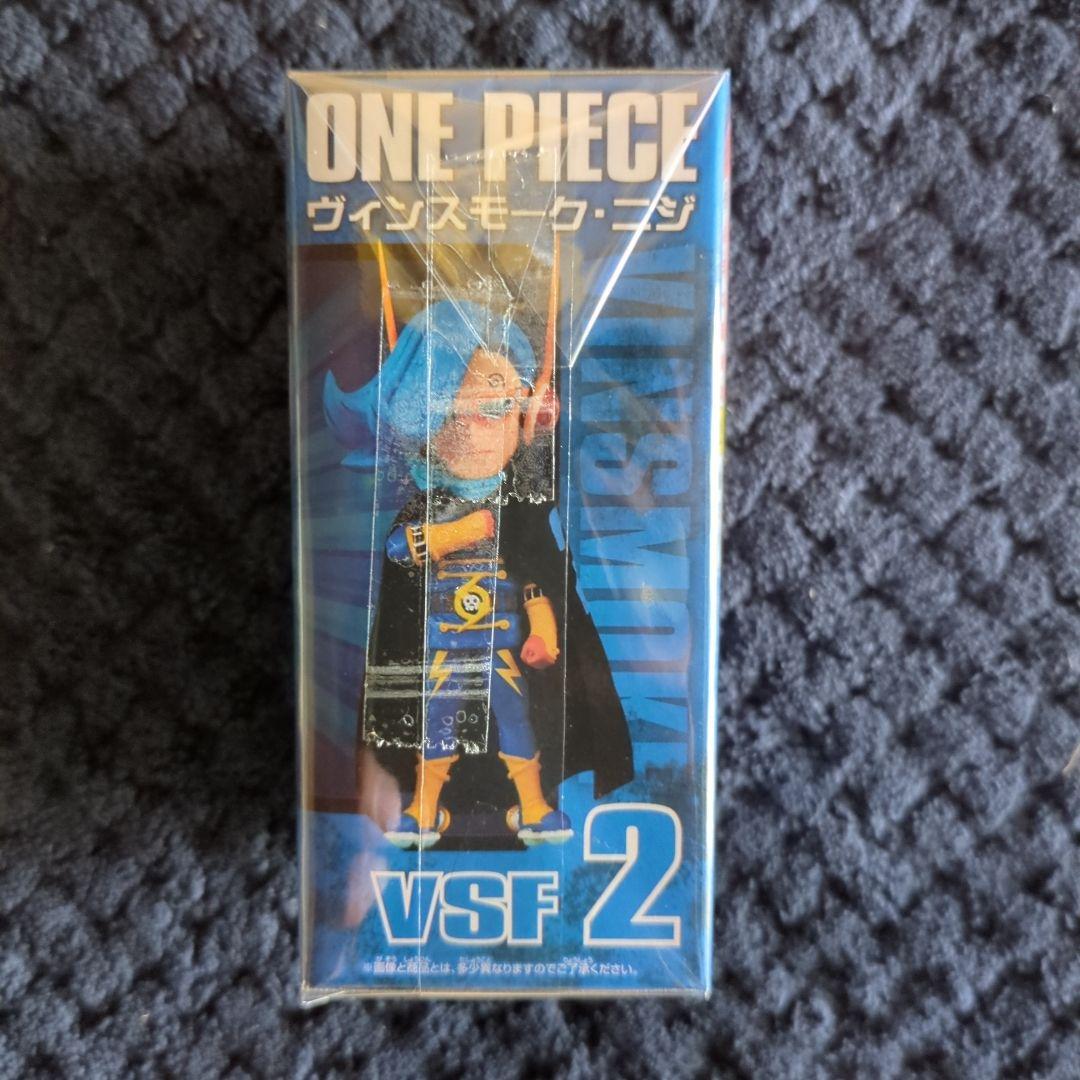 ONE PIECE
ヴィンスモーク・ニジ
VINSMOKE
VSF 2
※画像と商品とは、多少異なりますのでご了承ください。